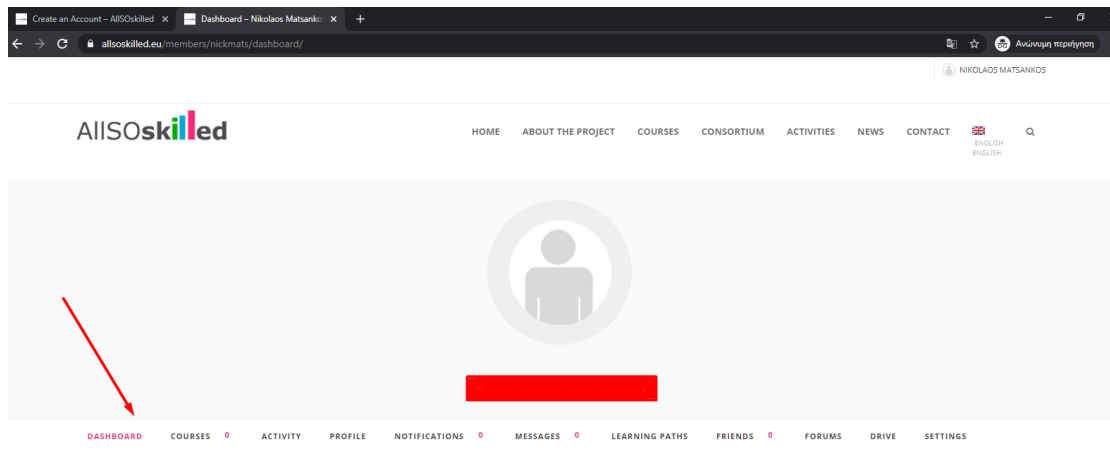 Create an Account – AllSOskilled
Dashboard – Nikolaos Matsanko
allsoskilled.eu/members/nickmats/dashboard/
Ανώνυμη περιήγηση
NIKOLAOS MATSANKOS
AllSOskilled
HOME ABOUT THE PROJECT COURSES CONSORTIUM ACTIVITIES NEWS CONTACT
ENGLISH
ENGLISH
DASHBOARD COURSES 0 ACTIVITY PROFILE NOTIFICATIONS 0 MESSAGES 0 LEARNING PATHS FRIENDS 0 FORUMS DRIVE SETTINGS